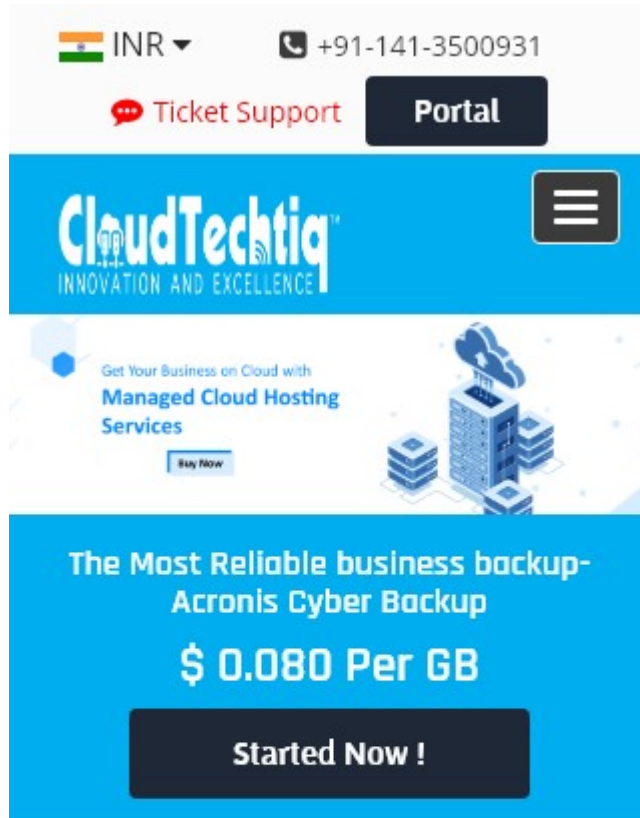 INR
+91-141-3500931
Ticket Support
Portal
CloudTechtiq™
INNOVATION AND EXCELLENCE
Get Your Business on Cloud with
Managed Cloud Hosting
Services
Buy Now
The Most Reliable business backup-
Acronis Cyber Backup
$ 0.080 Per GB
Started Now !